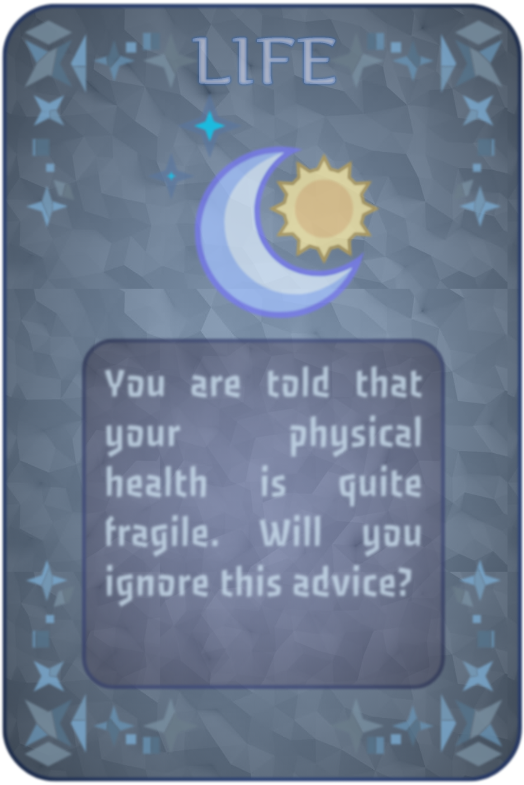 LIFE
You are told that
your physical
health is quite
fragile. Will you
ignore this advice?